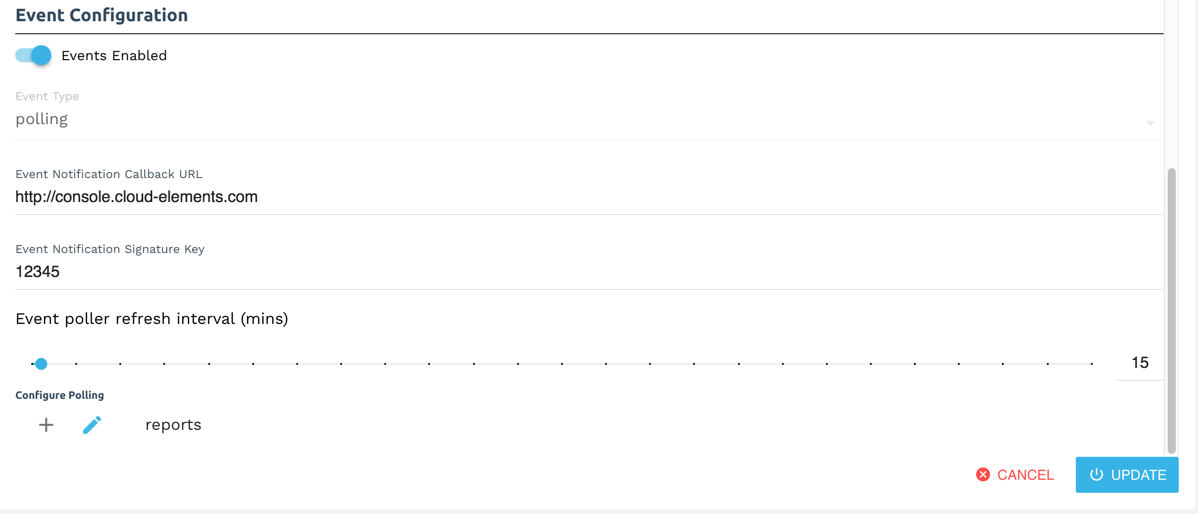 Event Configuration
Events Enabled
Event Type
polling
Event Notification Callback URL
http://console.cloud-elements.com
Event Notification Signature Key
12345
Event poller refresh interval (mins)
15
Configure Polling
reports
CANCEL UPDATE